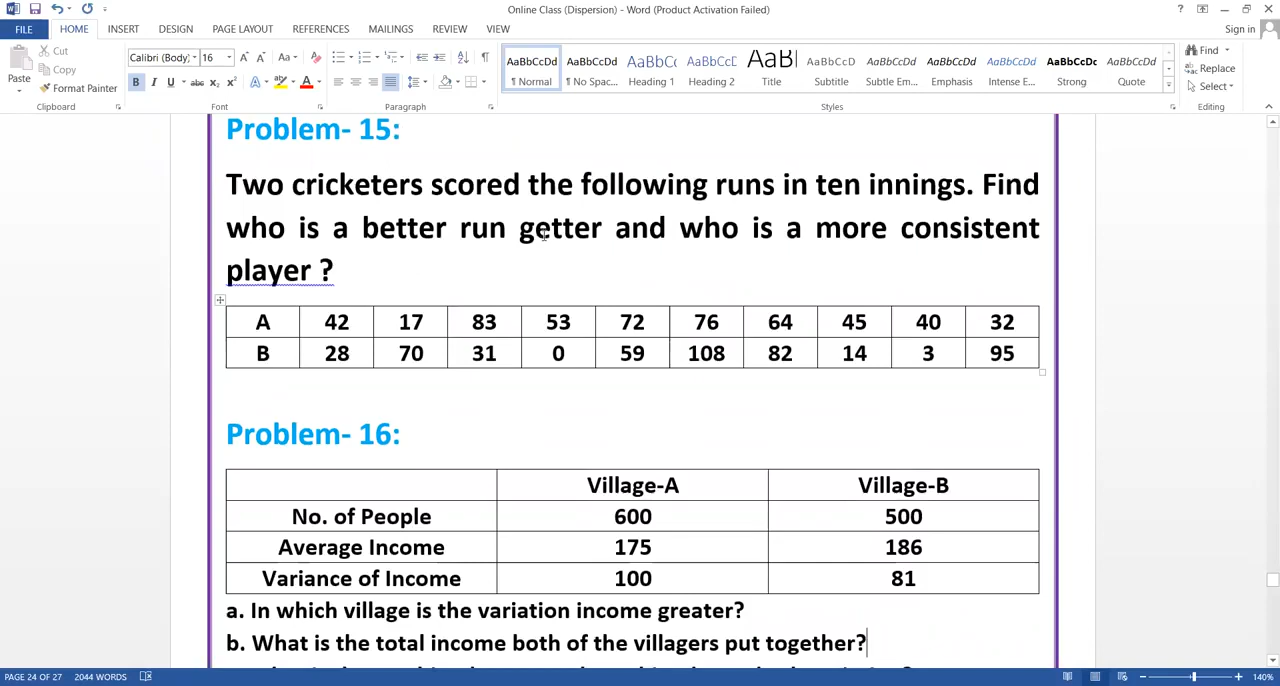 Online Class (Dispersion) - Word (Product Activation Failed)
FILE HOME INSERT DESIGN PAGE LAYOUT REFERENCES MAILINGS REVIEW VIEW Sign in
Paste Cut Copy Format Painter
Calibri (Body) 16
AaBbCcDd AaBbCcDd AaBbCc AaBbCcC AaBl AaBbCcD AaBbCcDd AaBbCcDd AaBbCcDd AaBbCcDc AaBbCcDd
¶ Normal ¶ No Spac... Heading 1 Heading 2 Title Subtitle Subtle Em... Emphasis Intense E... Strong Quote
Find
Replace
Select
Clipboard Font Paragraph Styles Editing
Problem- 15:
Two cricketers scored the following runs in ten innings. Find
who is a better run getter and who is a more consistent
player ?
A 42 17 83 53 72 76 64 45 40 32
B 28 70 31 0 59 108 82 14 3 95
Problem- 16:
Village-A Village-B
No. of People 600 500
Average Income 175 186
Variance of Income 100 81
a. In which village is the variation income greater?
b. What is the total income both of the villagers put together?
PAGE 24 OF 27 2044 WORDS 140%